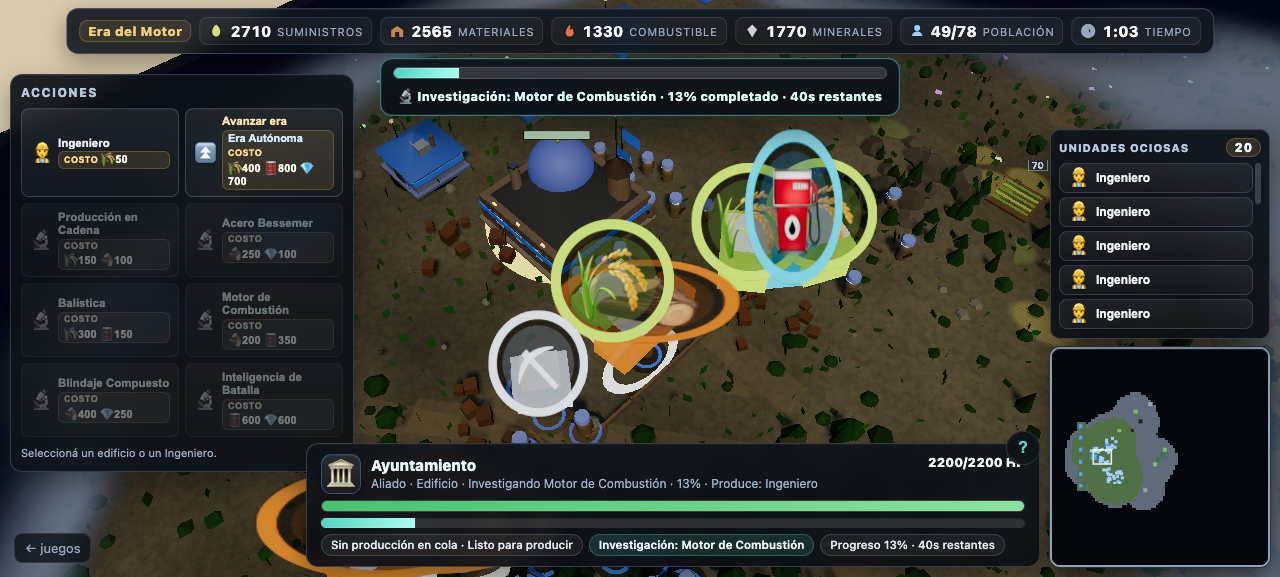 Era del Motor
2710 SUMINISTROS
2565 MATERIALES
1330 COMBUSTIBLE
1770 MINERALES
49/78 POBLACIÓN
1:03 TIEMPO
Investigación: Motor de Combustión · 13% completado · 40s restantes
ACCIONES
Ingeniero
COSTO 50
Avanzar era
Era Autónoma
COSTO
400 800
700
Producción en
Cadena
COSTO
150 100
Acero Bessemer
COSTO
250 100
Balística
COSTO
300 150
Motor de
Combustión
COSTO
200 350
Blindaje Compuesto
COSTO
400 250
Inteligencia de
Batalla
COSTO
600 600
Seleccioná un edificio o un Ingeniero.
70
UNIDADES OCIOSAS 20
Ingeniero
Ingeniero
Ingeniero
Ingeniero
Ingeniero
?
Ayuntamiento
2200/2200
Aliado · Edificio · Investigando Motor de Combustión · 13% · Produce: Ingeniero
Sin producción en cola · Listo para producir
Investigación: Motor de Combustión
Progreso 13% · 40s restantes
← juegos